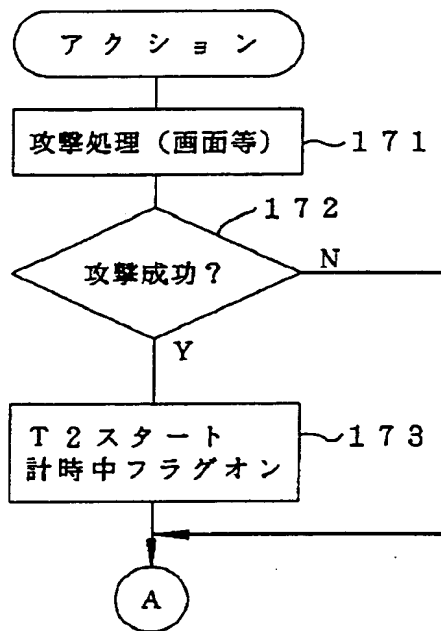 アクション
攻撃処理（画面等）
171
172
攻撃成功？
N
Y
T2スタート
計時中フラグオン
173
A